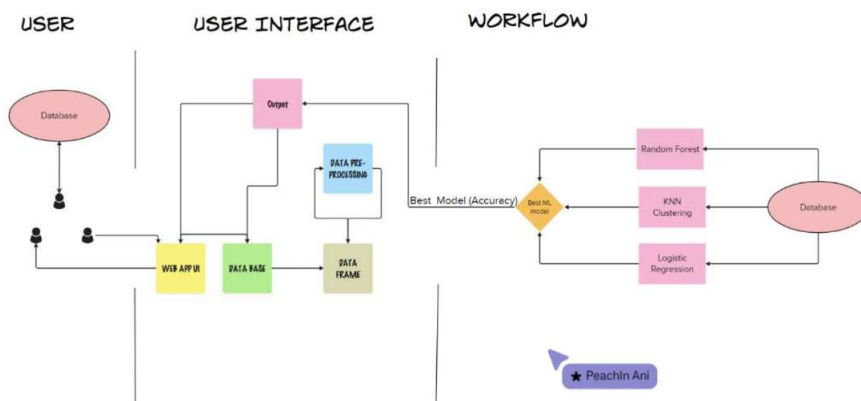 USER
USER INTERFACE
WORKFLOW
Database
Output
DATA PRE-
PROCESSING
WEB APP UI
DATA BASE
DATA
FRAME
Best Model (Accuracy)
Best ML
model
Random Forest
KNN
Clustering
Logistic
Regression
Database
★ PeachIn Ani